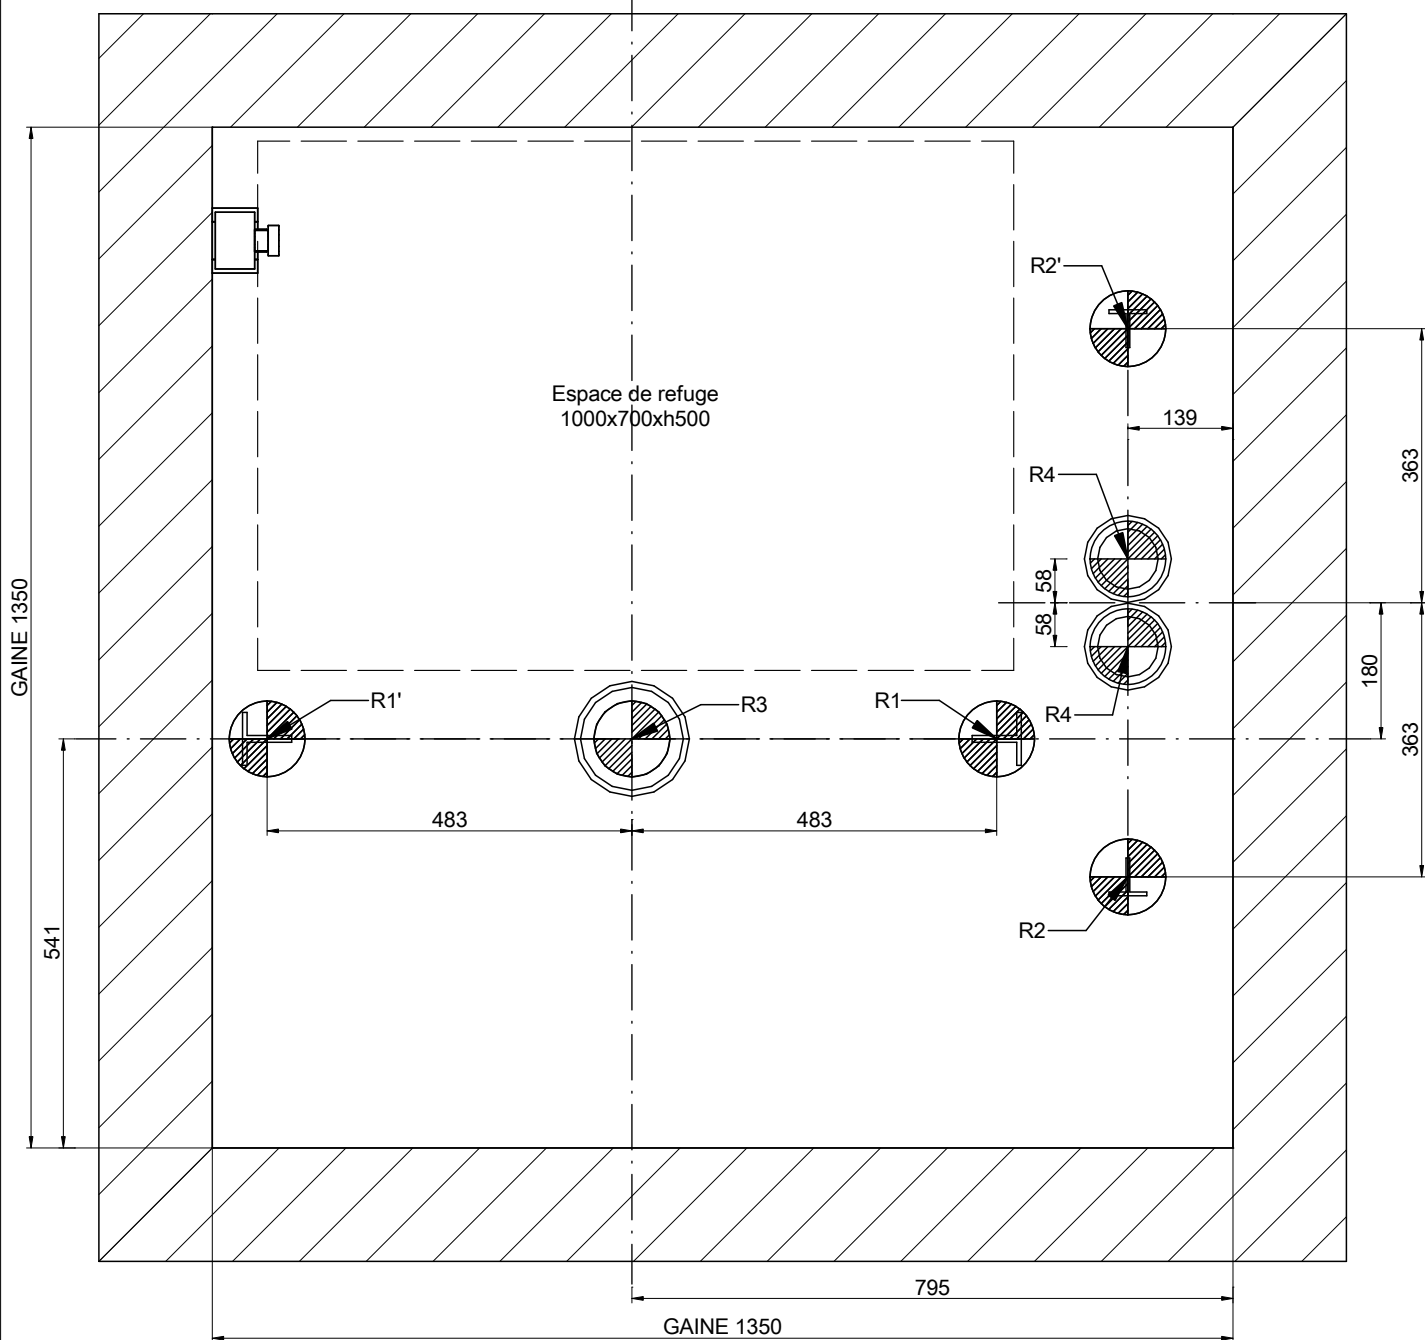 R2'
139
363
Espace de refuge
1000x700xh500
R4
58
58
GAINE 1350
180
R1'
R3
R1
R4
363
483
483
541
R2
795
GAINE 1350